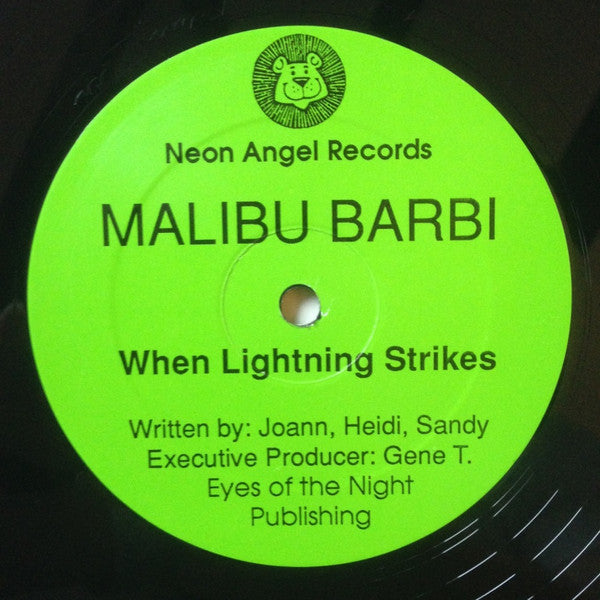 Neon Angel Records
MALIBU BARBI
When Lightning Strikes
Written by: Joann, Heidi, Sandy
Executive Producer: Gene T.
Eyes of the Night
Publishing